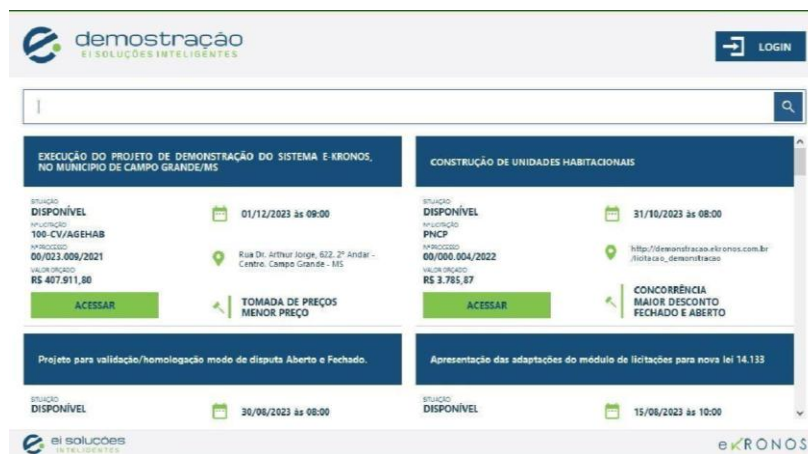 demostração
EI SOLUÇÕES INTELIGENTES
LOGIN
EXECUÇÃO DO PROJETO DE DEMONSTRAÇÃO DO SISTEMA E-KRONOS,
NO MUNICIPIO DE CAMPO GRANDE/MS
SITUAÇÃO
DISPONÍVEL
Nº LICITAÇÃO
100-CV/AGEHAB
Nº PROCESSO
00/023.009/2021
VALOR ORÇADO
R$ 407.911,80
ACESSAR
01/12/2023 às 09:00
Rua Dr. Arthur Jorge, 622. 2º Andar -
Centro. Campo Grande - MS
TOMADA DE PREÇOS
MENOR PREÇO
CONSTRUÇÃO DE UNIDADES HABITACIONAIS
SITUAÇÃO
DISPONÍVEL
Nº LICITAÇÃO
PNCP
Nº PROCESSO
00/000.004/2022
VALOR ORÇADO
R$ 3.785,87
ACESSAR
31/10/2023 às 08:00
http://demonstracao.ekronos.com.br
/licitacao_demonstracao
CONCORRÊNCIA
MAIOR DESCONTO
FECHADO E ABERTO
Projeto para validação/homologação modo de disputa Aberto e Fechado.
SITUAÇÃO
DISPONÍVEL
30/08/2023 às 08:00
Apresentação das adaptações do módulo de licitações para nova lei 14.133
SITUAÇÃO
DISPONÍVEL
15/08/2023 às 10:00
ei soluções
INTELIGENTES
eKRONOS